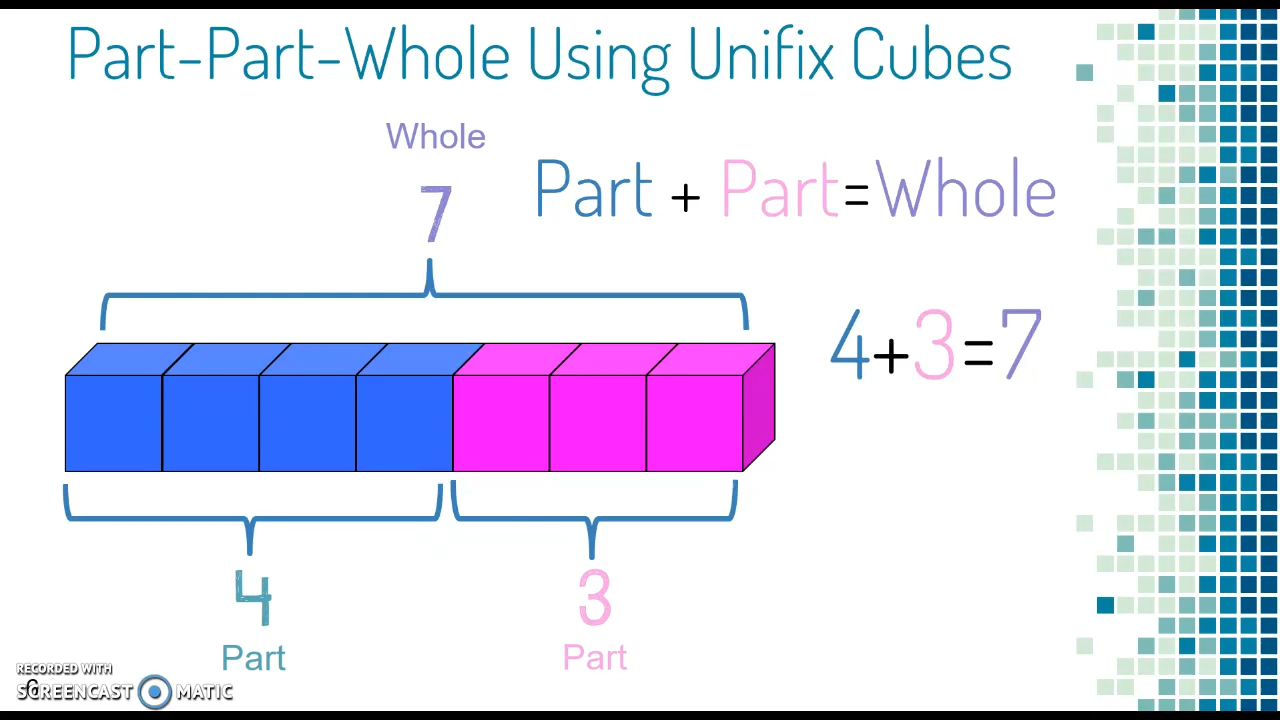 Part-Part-Whole Using Unifix Cubes
Whole
7
Part + Part=Whole
4+3=7
4
3
Part
Part
RECORDED WITH
SCREENCAST MATIC
6